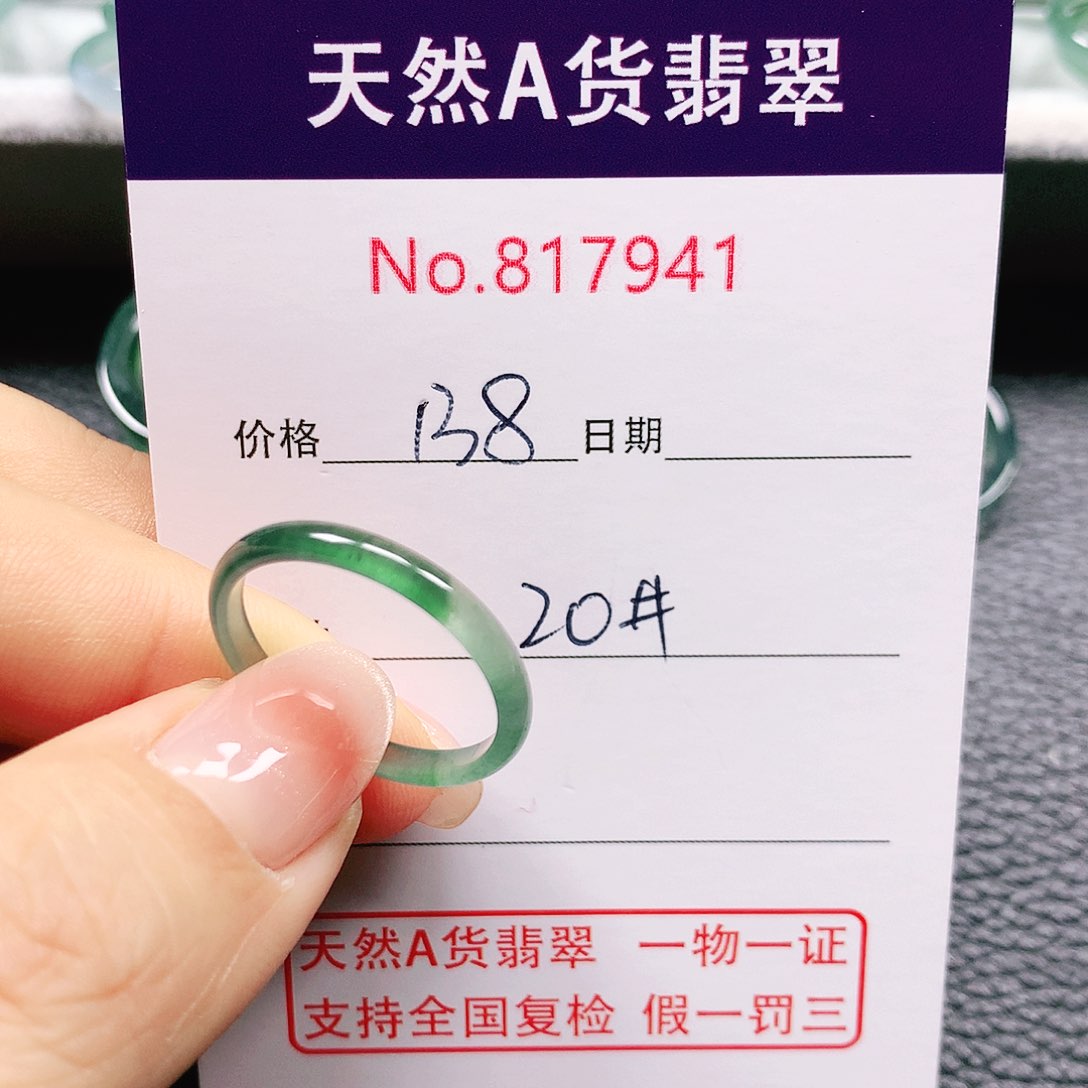 天然A货翡翠
No.817941
价格 138 日期
20#
天然A货翡翠 一物一证
支持全国复检 假一罚三